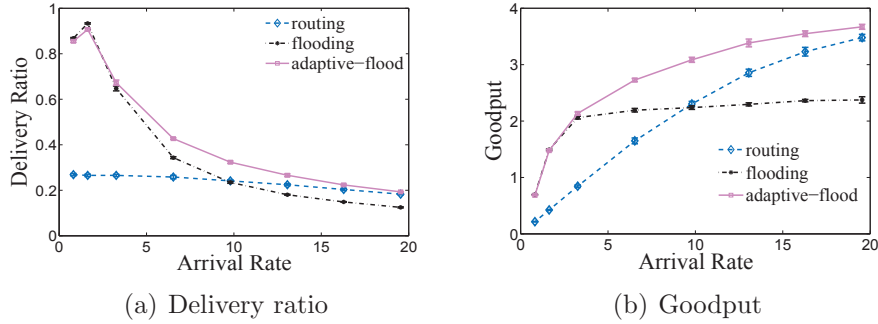 Delivery Ratio
1
0.8
0.6
0.4
0.2
0
0
5
10
15
20
Arrival Rate
routing
flooding
adaptive−flood
(a) Delivery ratio
Goodput
4
3
2
1
0
0
5
10
15
20
Arrival Rate
routing
flooding
adaptive−flood
(b) Goodput